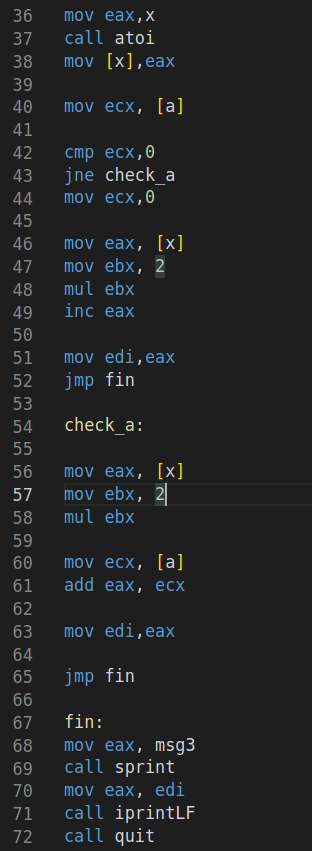 36 mov eax,x
37 call atoi
38 mov [x],eax
39
40 mov ecx, [a]
41
42 cmp ecx,0
43 jne check_a
44 mov ecx,0
45
46 mov eax, [x]
47 mov ebx, 2
48 mul ebx
49 inc eax
50
51 mov edi,eax
52 jmp fin
53
54 check_a:
55
56 mov eax, [x]
57 mov ebx, 2
58 mul ebx
59
60 mov ecx, [a]
61 add eax, ecx
62
63 mov edi,eax
64
65 jmp fin
66
67 fin:
68 mov eax, msg3
69 call sprint
70 mov eax, edi
71 call iprintLF
72 call quit